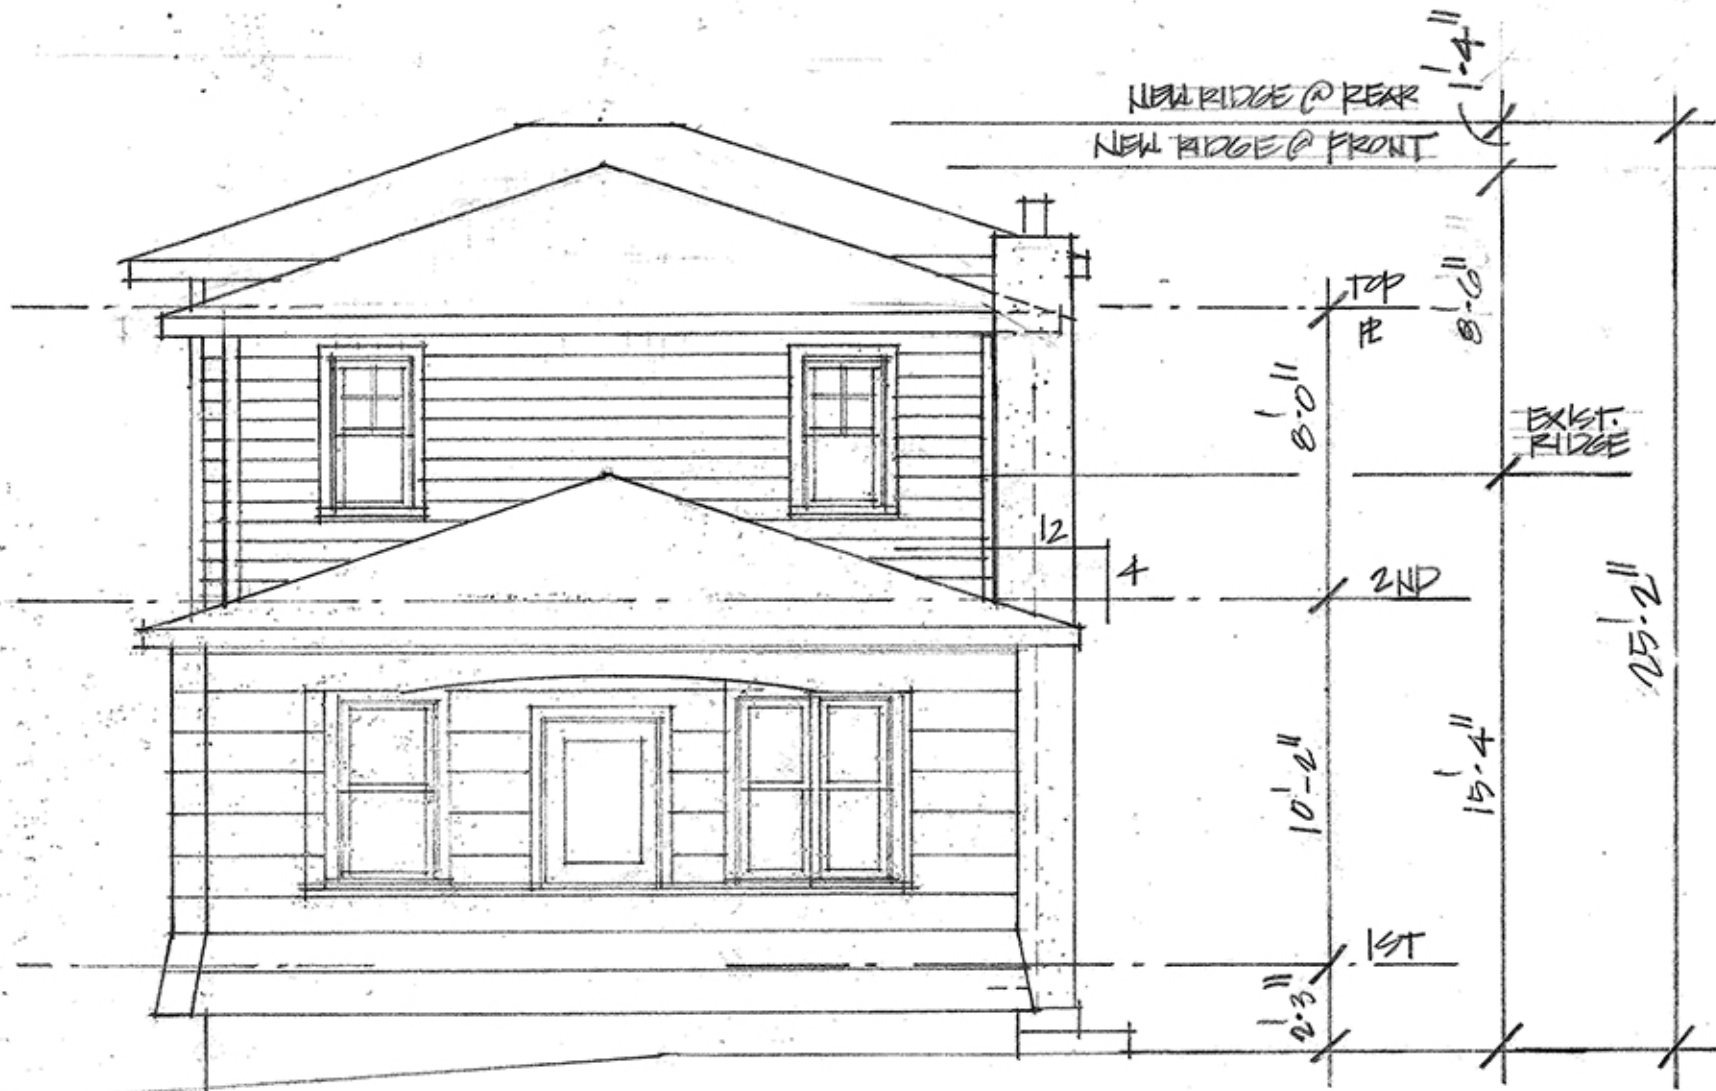 1'-4"
NEW RIDGE @ REAR
NEW RIDGE @ FRONT
TOP
PL
8'-6"
8'-0"
EXIST.
RIDGE
12
4
2ND
25'-2"
10'-2"
15'-4"
1ST
2'-3"